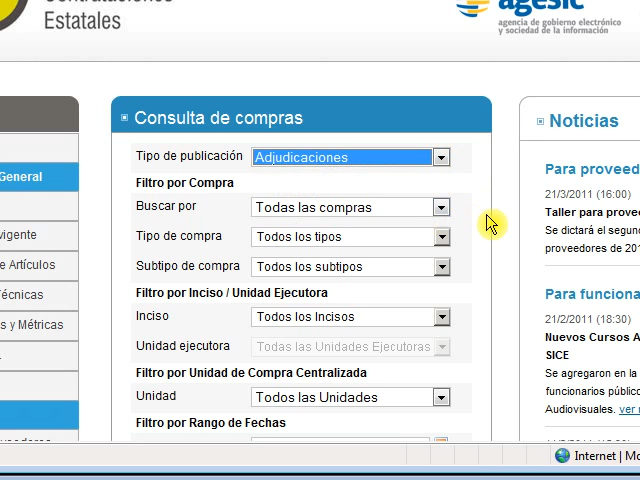 Contrataciones
Estatales
agesic
agencia de gobierno electrónico
y sociedad de la información
General
vigente
e Artículos
Técnicas
s y Métricas
Consulta de compras
Tipo de publicación Adjudicaciones
Filtro por Compra
Buscar por Todas las compras
Tipo de compra Todos los tipos
Subtipo de compra Todos los subtipos
Filtro por Inciso / Unidad Ejecutora
Inciso Todos los Incisos
Unidad ejecutora Todas las Unidades Ejecutoras
Filtro por Unidad de Compra Centralizada
Unidad Todas las Unidades
Filtro por Rango de Fechas
Noticias
Para proveed
21/3/2011 (16:00)
Taller para prove
Se dictará el segun
proveedores de 201
Para funciona
21/2/2011 (18:30)
Nuevos Cursos A
SICE
Se agregaron en la
funcionarios público
Audiovisuales. ver
Internet | Mo